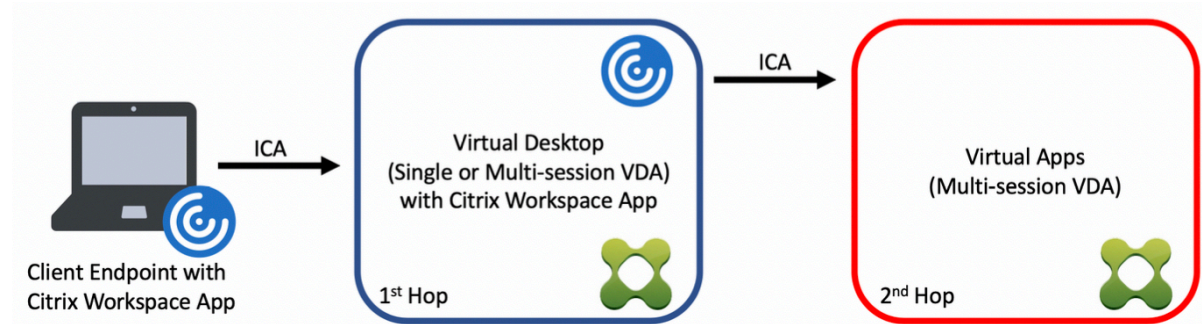 Client Endpoint with
Citrix Workspace App
ICA
Virtual Desktop
(Single or Multi-session VDA)
with Citrix Workspace App
1st Hop
ICA
Virtual Apps
(Multi-session VDA)
2nd Hop